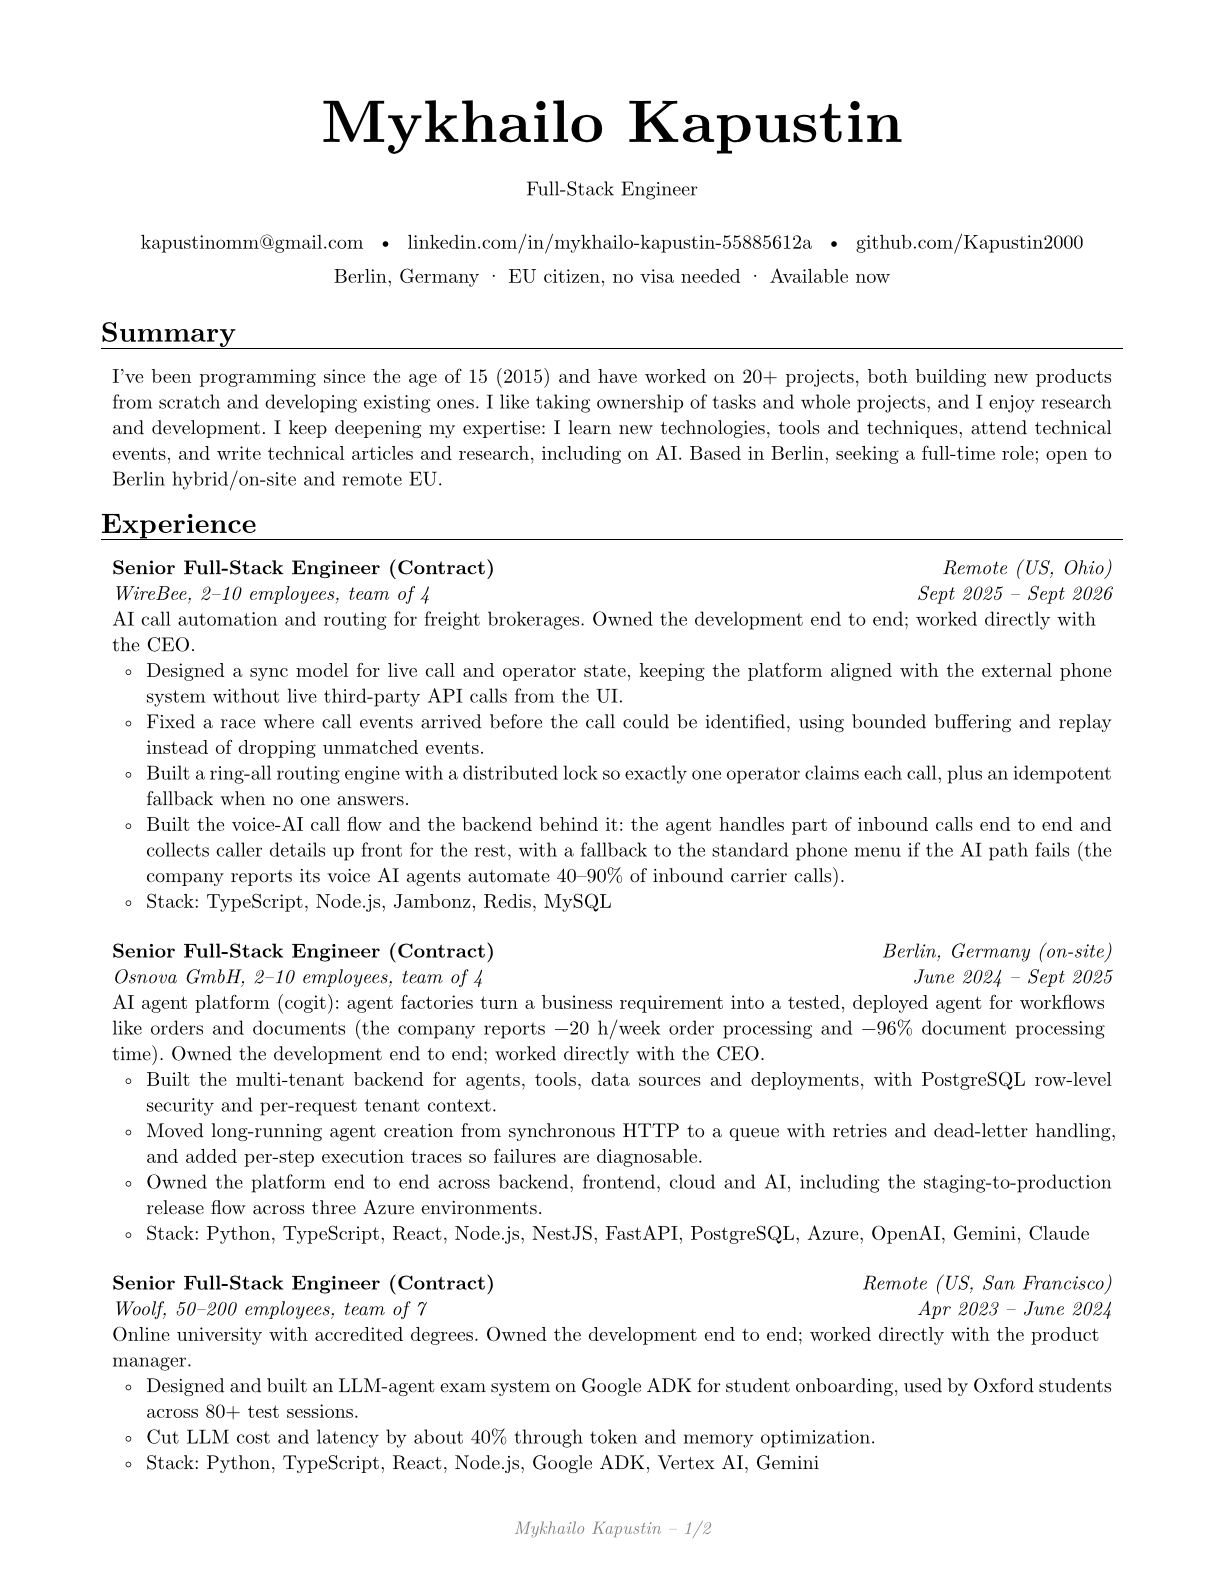 Mykhailo Kapustin
Full-Stack Engineer
kapustinomm@gmail.com • linkedin.com/in/mykhailo-kapustin-55885612a • github.com/Kapustin2000
Berlin, Germany · EU citizen, no visa needed · Available now
Summary
I've been programming since the age of 15 (2015) and have worked on 20+ projects, both building new products
from scratch and developing existing ones. I like taking ownership of tasks and whole projects, and I enjoy research
and development. I keep deepening my expertise: I learn new technologies, tools and techniques, attend technical
events, and write technical articles and research, including on AI. Based in Berlin, seeking a full-time role; open to
Berlin hybrid/on-site and remote EU.
Experience
Senior Full-Stack Engineer (Contract) Remote (US, Ohio)
WireBee, 2–10 employees, team of 4 Sept 2025 – Sept 2026
AI call automation and routing for freight brokerages. Owned the development end to end; worked directly with
the CEO.
◦ Designed a sync model for live call and operator state, keeping the platform aligned with the external phone
system without live third-party API calls from the UI.
◦ Fixed a race where call events arrived before the call could be identified, using bounded buffering and replay
instead of dropping unmatched events.
◦ Built a ring-all routing engine with a distributed lock so exactly one operator claims each call, plus an idempotent
fallback when no one answers.
◦ Built the voice-AI call flow and the backend behind it: the agent handles part of inbound calls end to end and
collects caller details up front for the rest, with a fallback to the standard phone menu if the AI path fails (the
company reports its voice AI agents automate 40–90% of inbound carrier calls).
◦ Stack: TypeScript, Node.js, Jambonz, Redis, MySQL
Senior Full-Stack Engineer (Contract) Berlin, Germany (on-site)
Osnova GmbH, 2–10 employees, team of 4 June 2024 – Sept 2025
AI agent platform (cogit): agent factories turn a business requirement into a tested, deployed agent for workflows
like orders and documents (the company reports −20 h/week order processing and −96% document processing
time). Owned the development end to end; worked directly with the CEO.
◦ Built the multi-tenant backend for agents, tools, data sources and deployments, with PostgreSQL row-level
security and per-request tenant context.
◦ Moved long-running agent creation from synchronous HTTP to a queue with retries and dead-letter handling,
and added per-step execution traces so failures are diagnosable.
◦ Owned the platform end to end across backend, frontend, cloud and AI, including the staging-to-production
release flow across three Azure environments.
◦ Stack: Python, TypeScript, React, Node.js, NestJS, FastAPI, PostgreSQL, Azure, OpenAI, Gemini, Claude
Senior Full-Stack Engineer (Contract) Remote (US, San Francisco)
Woolf, 50–200 employees, team of 7 Apr 2023 – June 2024
Online university with accredited degrees. Owned the development end to end; worked directly with the product
manager.
◦ Designed and built an LLM-agent exam system on Google ADK for student onboarding, used by Oxford students
across 80+ test sessions.
◦ Cut LLM cost and latency by about 40% through token and memory optimization.
◦ Stack: Python, TypeScript, React, Node.js, Google ADK, Vertex AI, Gemini
Mykhailo Kapustin – 1/2